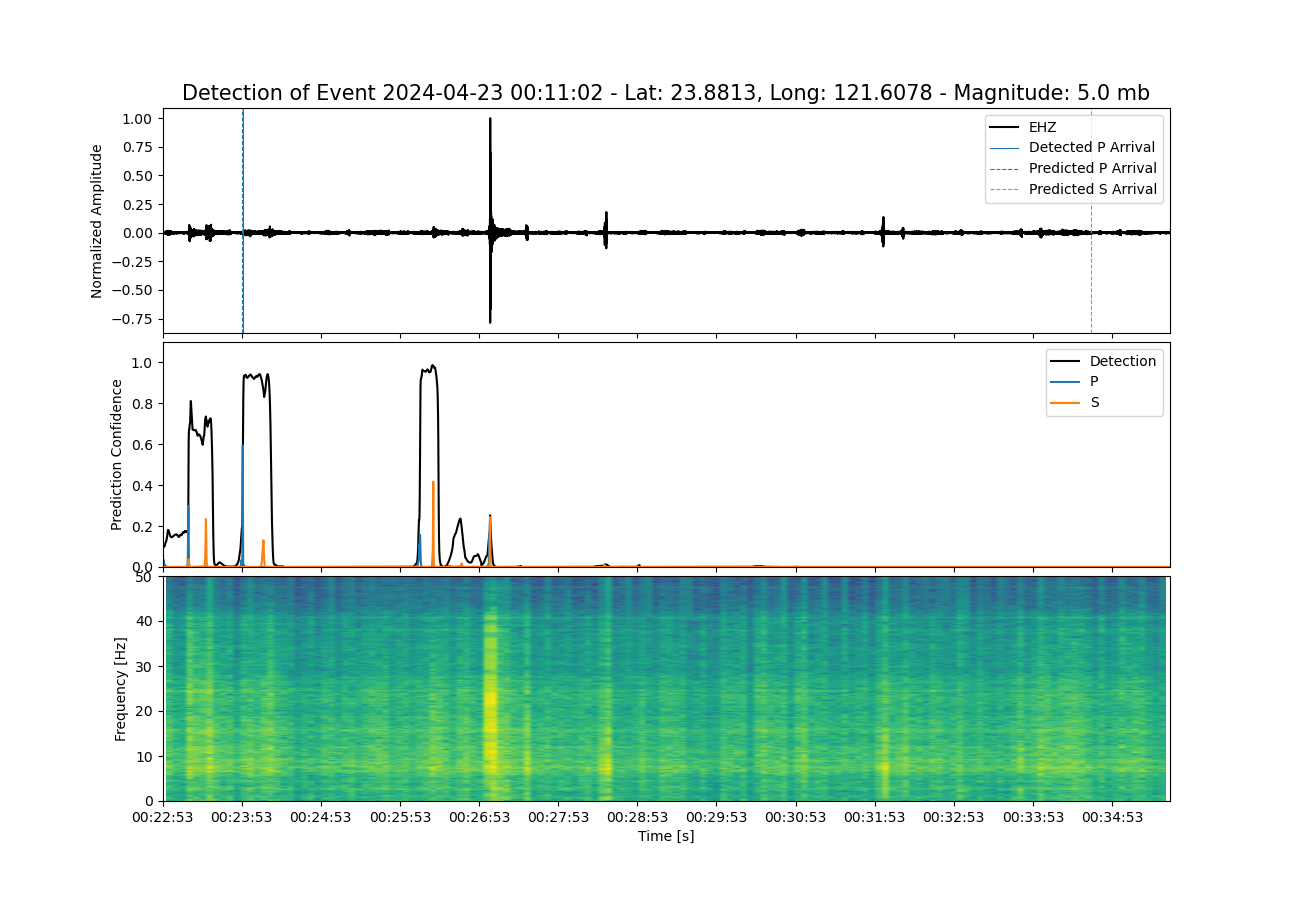 Detection of Event 2024-04-23 00:11:02 - Lat: 23.8813, Long: 121.6078 - Magnitude: 5.0 mb
Normalized Amplitude
1.00
0.75
0.50
0.25
0.00
−0.25
−0.50
−0.75
EHZ
Detected P Arrival
Predicted P Arrival
Predicted S Arrival
Prediction Confidence
1.0
0.8
0.6
0.4
0.2
0.0
Detection
P
S
Frequency [Hz]
50
40
30
20
10
0
00:22:53 00:23:53 00:24:53 00:25:53 00:26:53 00:27:53 00:28:53 00:29:53 00:30:53 00:31:53 00:32:53 00:33:53 00:34:53
Time [s]